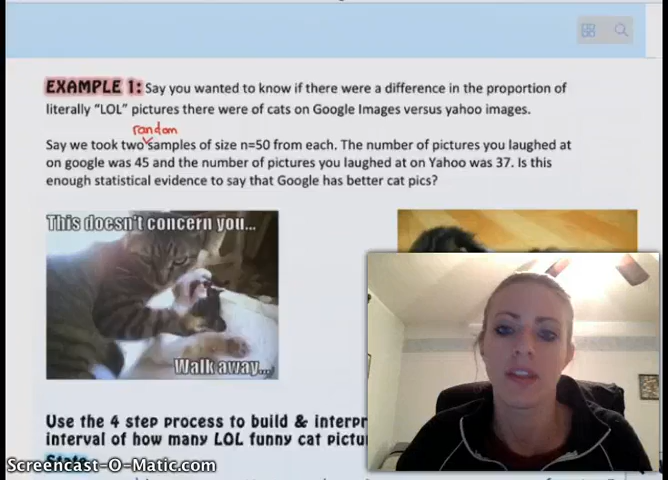 EXAMPLE 1: Say you wanted to know if there were a difference in the proportion of
literally “LOL” pictures there were of cats on Google Images versus yahoo images.
random
Say we took two samples of size n=50 from each. The number of pictures you laughed at
on google was 45 and the number of pictures you laughed at on Yahoo was 37. Is this
enough statistical evidence to say that Google has better cat pics?
This doesn't concern you...
Walk away...
Use the 4 step process to build & interpr
interval of how many LOL funny cat pictu
State
Screencast-O-Matic.com